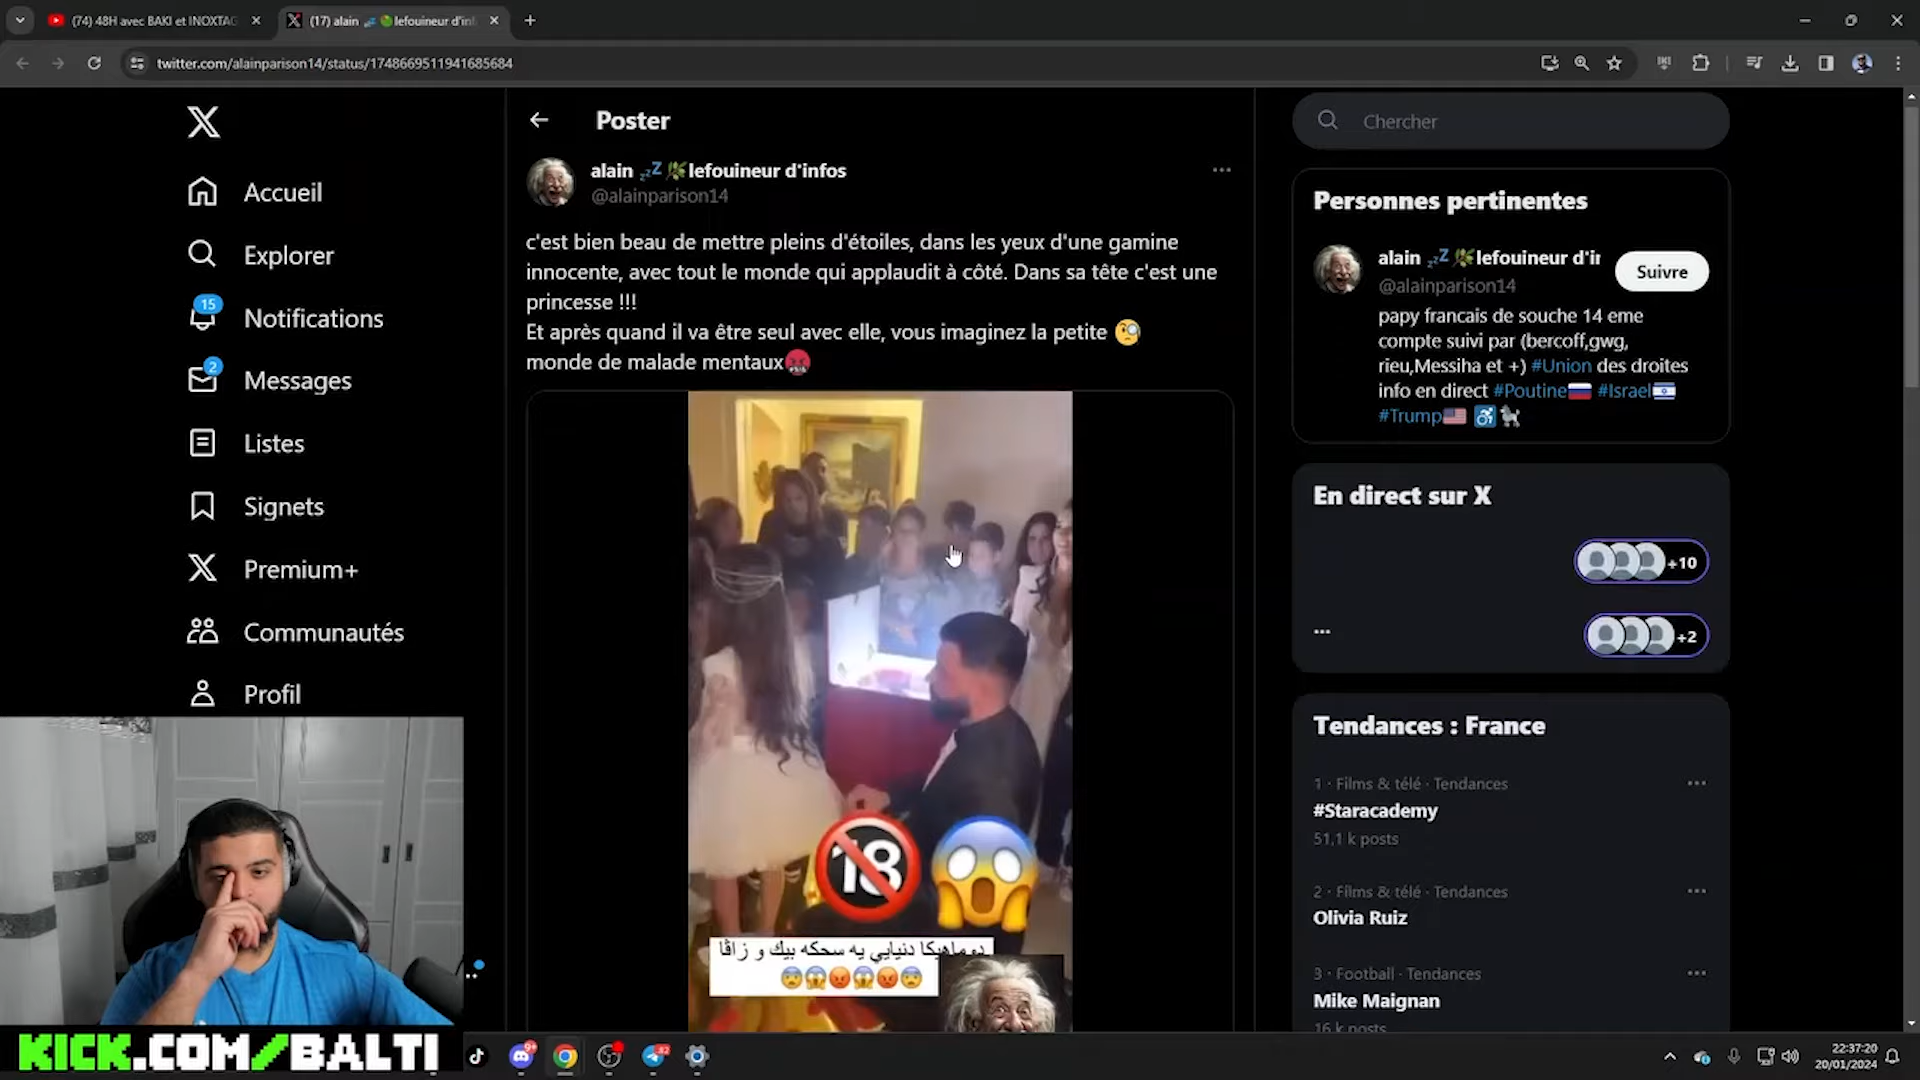 (74) 48H avec BAKI et INOXTAG
(17) alain 💤🌿lefouineur d'inf
twitter.com/alainparison14/status/1748669511941685684
Accueil
Explorer
15
Notifications
2
Messages
Listes
Signets
Premium+
Communautés
Profil
Poster
alain 💤🌿lefouineur d'infos
@alainparison14
c'est bien beau de mettre pleins d'étoiles, dans les yeux d'une gamine
innocente, avec tout le monde qui applaudit à côté. Dans sa tête c'est une
princesse !!!
Et après quand il va être seul avec elle, vous imaginez la petite 🧐
monde de malade mentaux🤬
18
دنيايي يه سحكه بيك و زاڤا
😨😱😡😱😡😨
Chercher
Personnes pertinentes
alain 💤🌿lefouineur d'ir
Suivre
@alainparison14
papy francais de souche 14 eme
compte suivi par (bercoff,gwg,
rieu,Messiha et +) #Union des droites
info en direct #Poutine🇷🇺 #Israel🇮🇱
#Trump🇺🇸 ♿🐩
En direct sur X
+10
...
+2
Tendances : France
1 · Films & télé · Tendances
#Staracademy
51,1 k posts
2 · Films & télé · Tendances
Olivia Ruiz
3 · Football · Tendances
Mike Maignan
16 k posts
KICK.COM/BALTI
22:37:20
20/01/2024